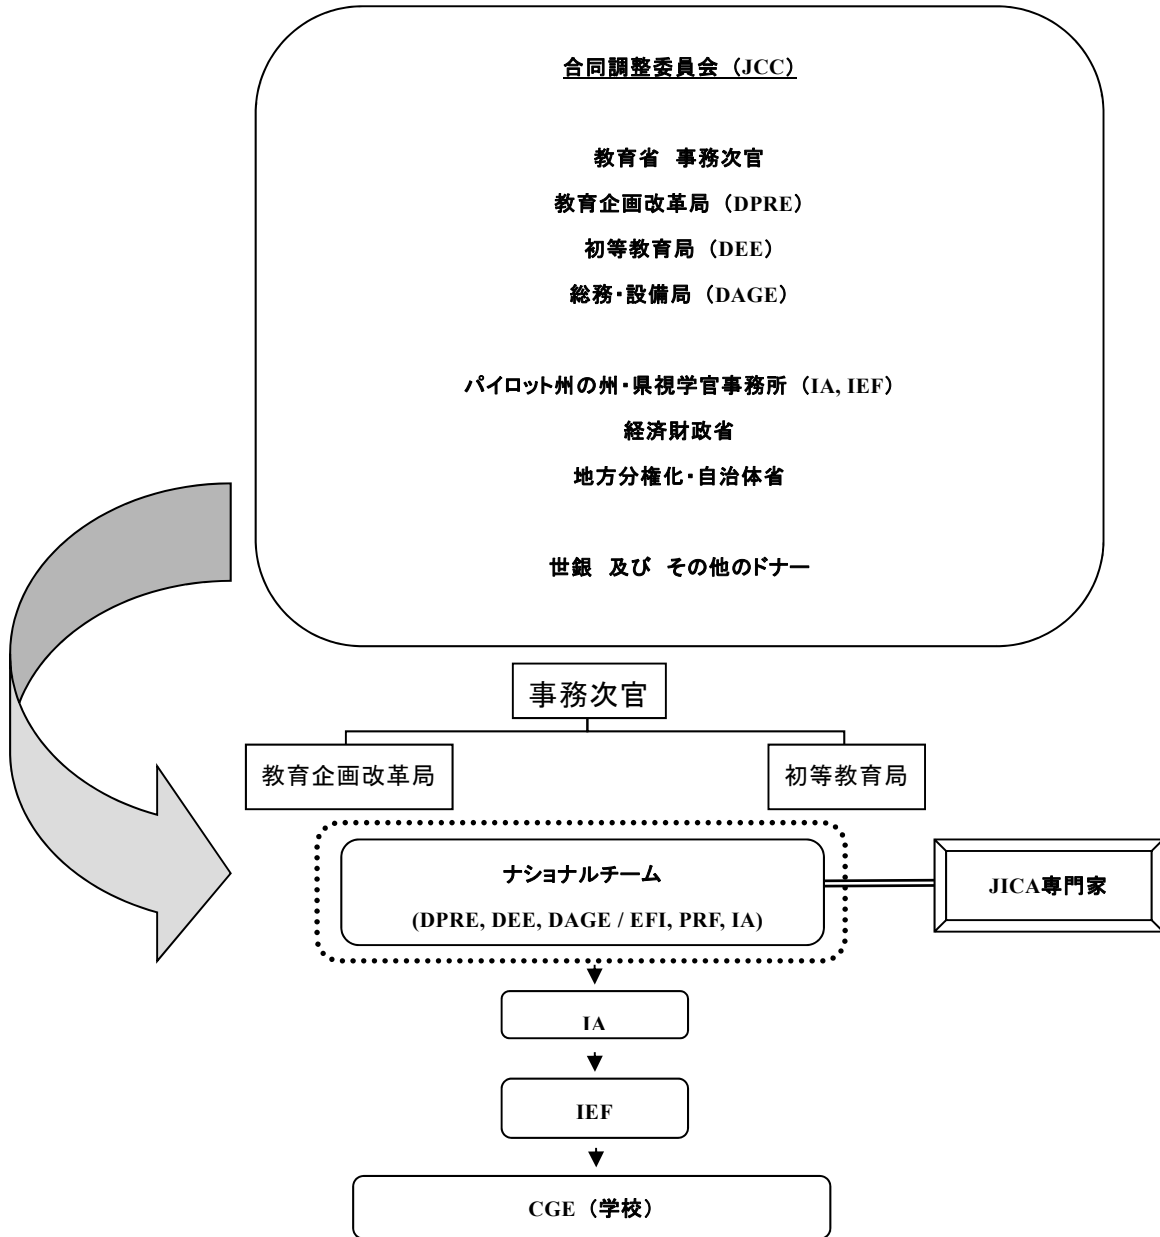 合同調整委員会（JCC）
教育省　事務次官
教育企画改革局（DPRE）
初等教育局（DEE）
総務・設備局（DAGE）
パイロット州の州・県視学官事務所（IA, IEF）
経済財政省
地方分権化・自治体省
世銀　及び　その他のドナー
事務次官
教育企画改革局
初等教育局
ナショナルチーム
(DPRE, DEE, DAGE / EFI, PRF, IA)
JICA専門家
IA
IEF
CGE（学校）